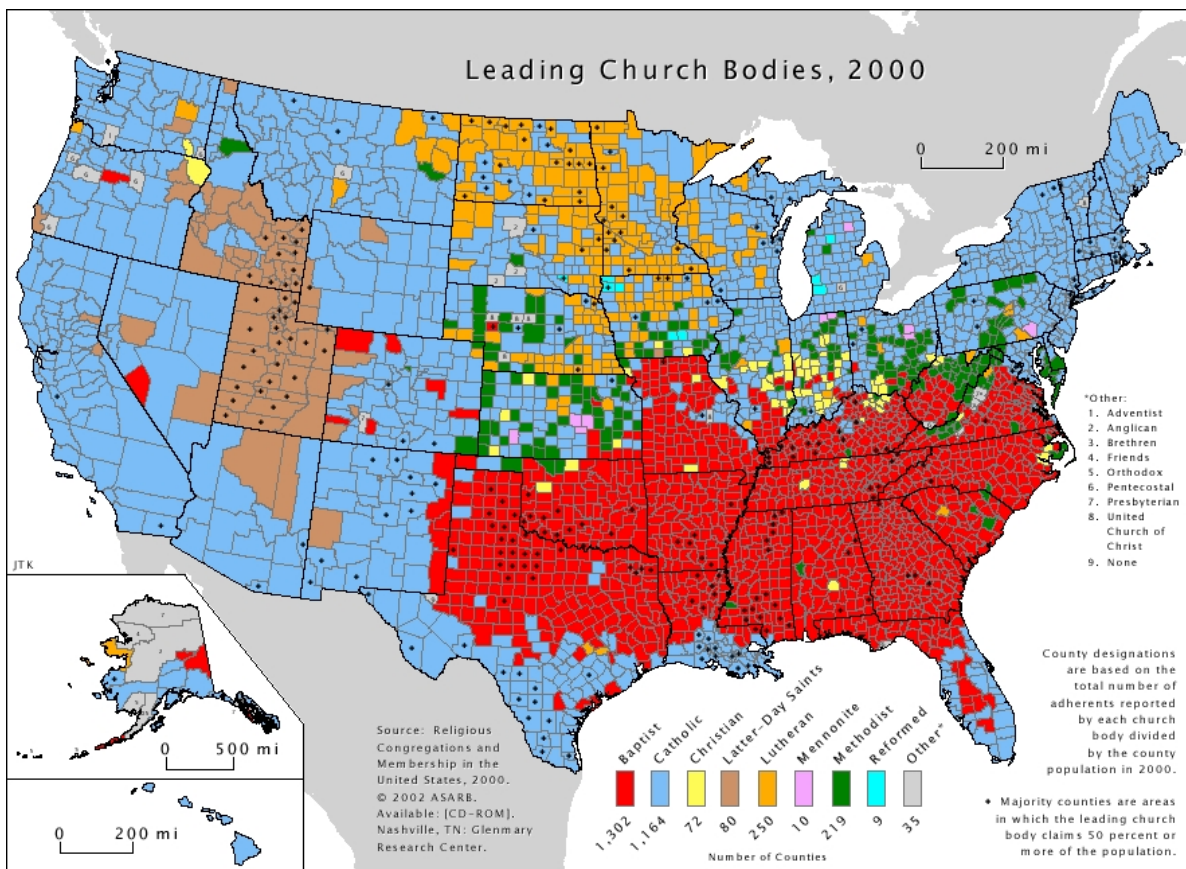 Leading Church Bodies, 2000
0 200 mi
*Other:
1. Adventist
2. Anglican
3. Brethren
4. Friends
5. Orthodox
6. Pentecostal
7. Presbyterian
8. United
Church of
Christ
9. None
JTK
0 500 mi
0 200 mi
Source: Religious
Congregations and
Membership in the
United States, 2000.
© 2002 ASARB.
Available: [CD-ROM].
Nashville, TN: Glenmary
Research Center.
Baptist
Catholic
Christian
Latter-Day Saints
Lutheran
Mennonite
Methodist
Reformed
Other*
1,302
1,164
72
80
250
10
219
9
35
Number of Counties
County designations
are based on the
total number of
adherents reported
by each church
body divided
by the county
population in 2000.
Majority counties are areas
in which the leading church
body claims 50 percent or
more of the population.